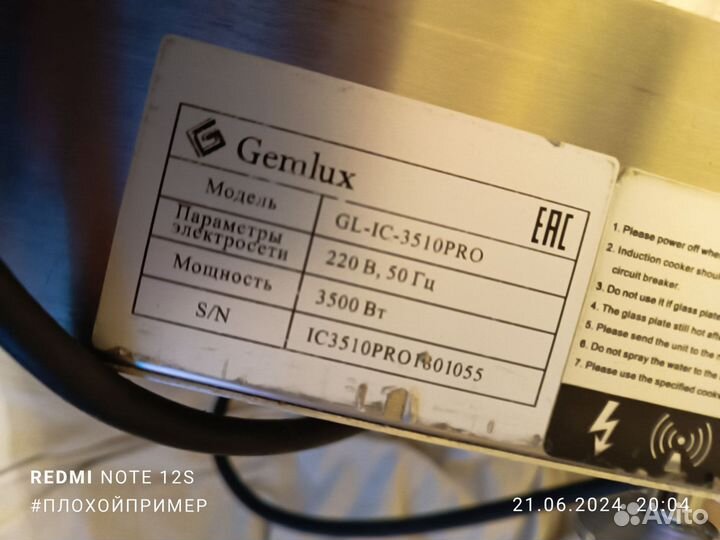 Gemlux
EAC
Модель
GL-IC-3510PRO
Параметры
электросети
220 В, 50 Гц
Мощность
3500 Вт
S/N
IC3510PRO1801055
1. Please power off whe
2. Induction cooker shou
circuit breaker.
3. Do not use it if glass plate
4. The glass plate still hot aft
5. Please send the unit to the
6. Do not spray the water to the
7. Please use the specified cook
REDMI NOTE 12S
#ПЛОХОЙПРИМЕР
21.06.2024 20:04
Avito